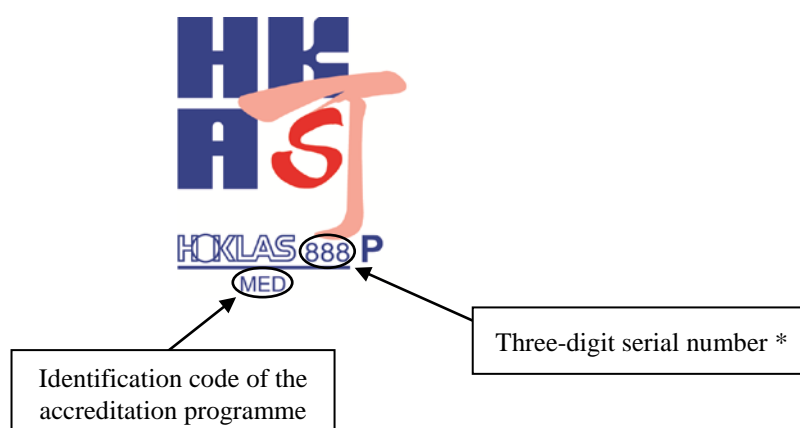 HK
AS
HOKLAS 888 P
MED
Three-digit serial number *
Identification code of the
accreditation programme